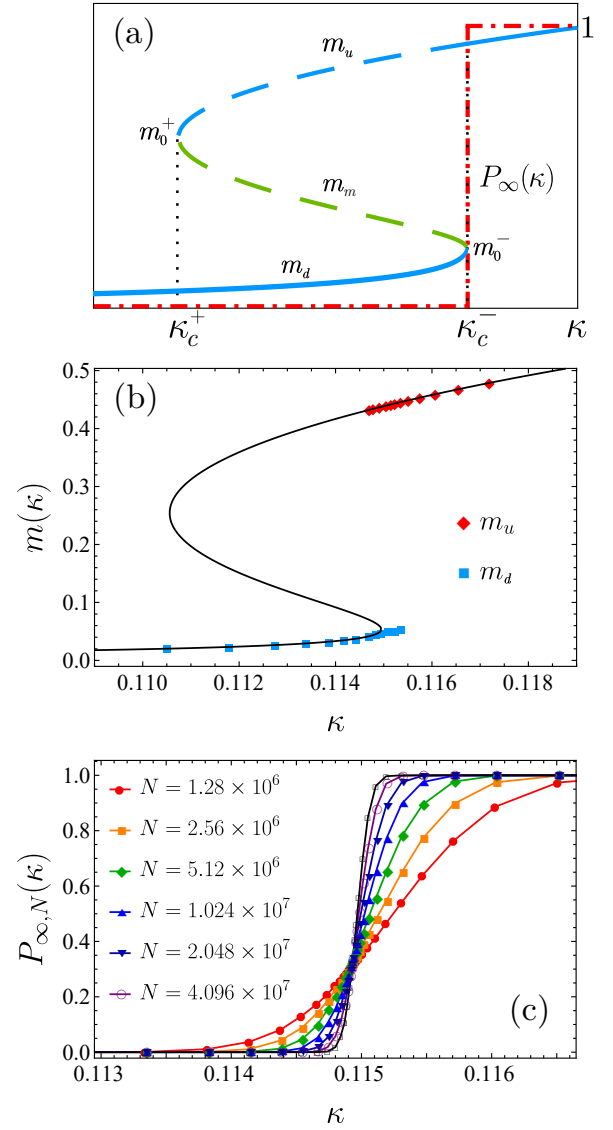 (a)
m_u
1
m_0^+
m_m
P_∞(κ)
m_0^-
m_d
κ_c^+
κ_c^-
κ
(b)
0.5
0.4
0.3
0.2
0.1
0.0
m(κ)
m_u
m_d
0.110 0.112 0.114 0.116 0.118
κ
1.0
0.8
0.6
0.4
0.2
0.0
P_{∞,N}(κ)
N = 1.28 × 10^6
N = 2.56 × 10^6
N = 5.12 × 10^6
N = 1.024 × 10^7
N = 2.048 × 10^7
N = 4.096 × 10^7
(c)
0.113 0.114 0.115 0.116
κ